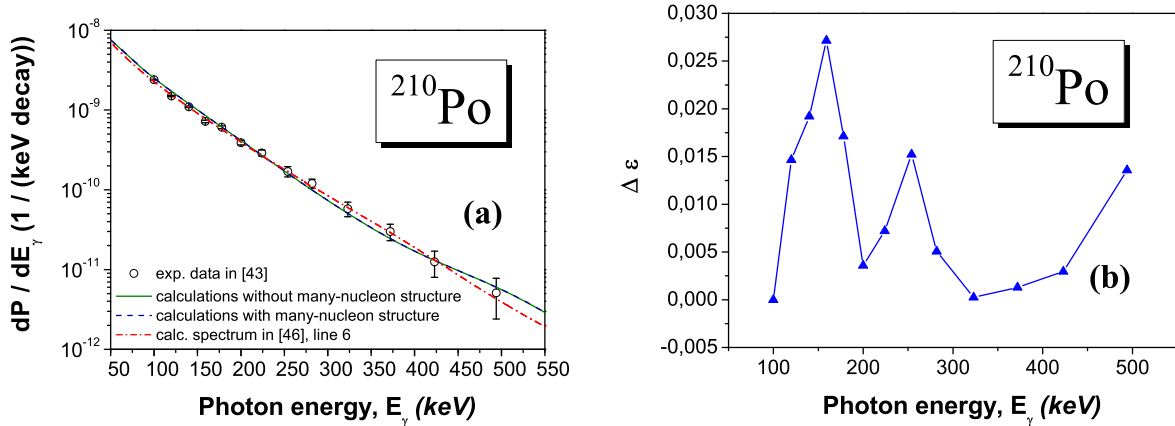 10⁻⁸
10⁻⁹
10⁻¹⁰
10⁻¹¹
10⁻¹²
dP / dE_γ (1 / (keV decay))
²¹⁰Po
(a)
exp. data in [43]
calculations without many-nucleon structure
calculations with many-nucleon structure
calc. spectrum in [46], line 6
50 100 150 200 250 300 350 400 450 500 550
Photon energy, E_γ (keV)
0,030
0,025
0,020
0,015
0,010
0,005
0,000
-0,005
Δ ε
²¹⁰Po
(b)
100 200 300 400 500
Photon energy, E_γ (keV)